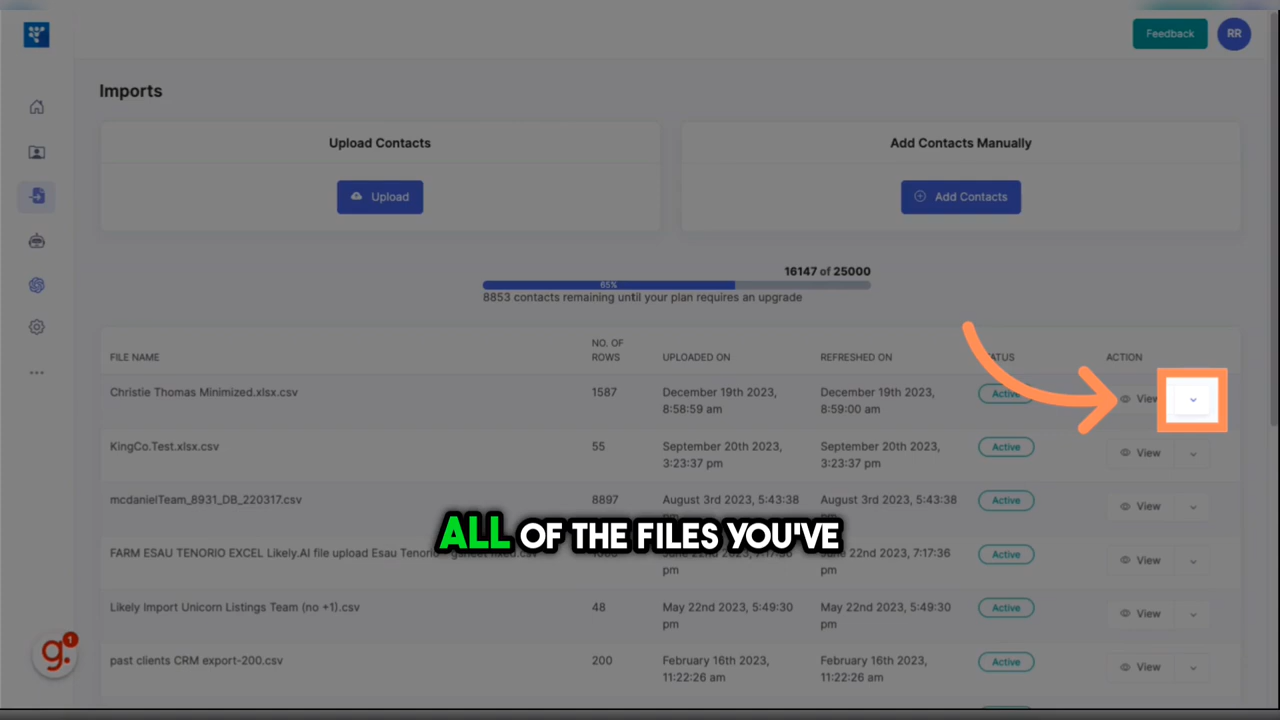 Feedback
RR
Imports
Upload Contacts
Add Contacts Manually
Upload
Add Contacts
16147 of 25000
65%
8853 contacts remaining until your plan requires an upgrade
FILE NAME
NO. OF
ROWS
UPLOADED ON
REFRESHED ON
ATUS
ACTION
Christie Thomas Minimized.xlsx.csv
1587
December 19th 2023,
8:58:59 am
December 19th 2023,
8:59:00 am
Active
View
KingCo.Test.xlsx.csv
55
September 20th 2023,
3:23:37 pm
September 20th 2023,
3:23:37 pm
Active
View
mcdanielTeam_8931_DB_220317.csv
8897
August 3rd 2023, 5:43:38
pm
August 3rd 2023, 5:43:38
pm
Active
View
ALL OF THE FILES YOU'VE
FARM ESAU TENORIO EXCEL Likely.AI file upload Esau Tenorio
June 22nd 2023, 7:17:36
pm
June 22nd 2023, 7:17:36
pm
Active
View
Likely Import Unicorn Listings Team (no +1).csv
48
May 22nd 2023, 5:49:30
pm
May 22nd 2023, 5:49:30
pm
Active
View
past clients CRM export-200.csv
200
February 16th 2023,
11:22:26 am
February 16th 2023,
11:22:26 am
Active
View
g.
1